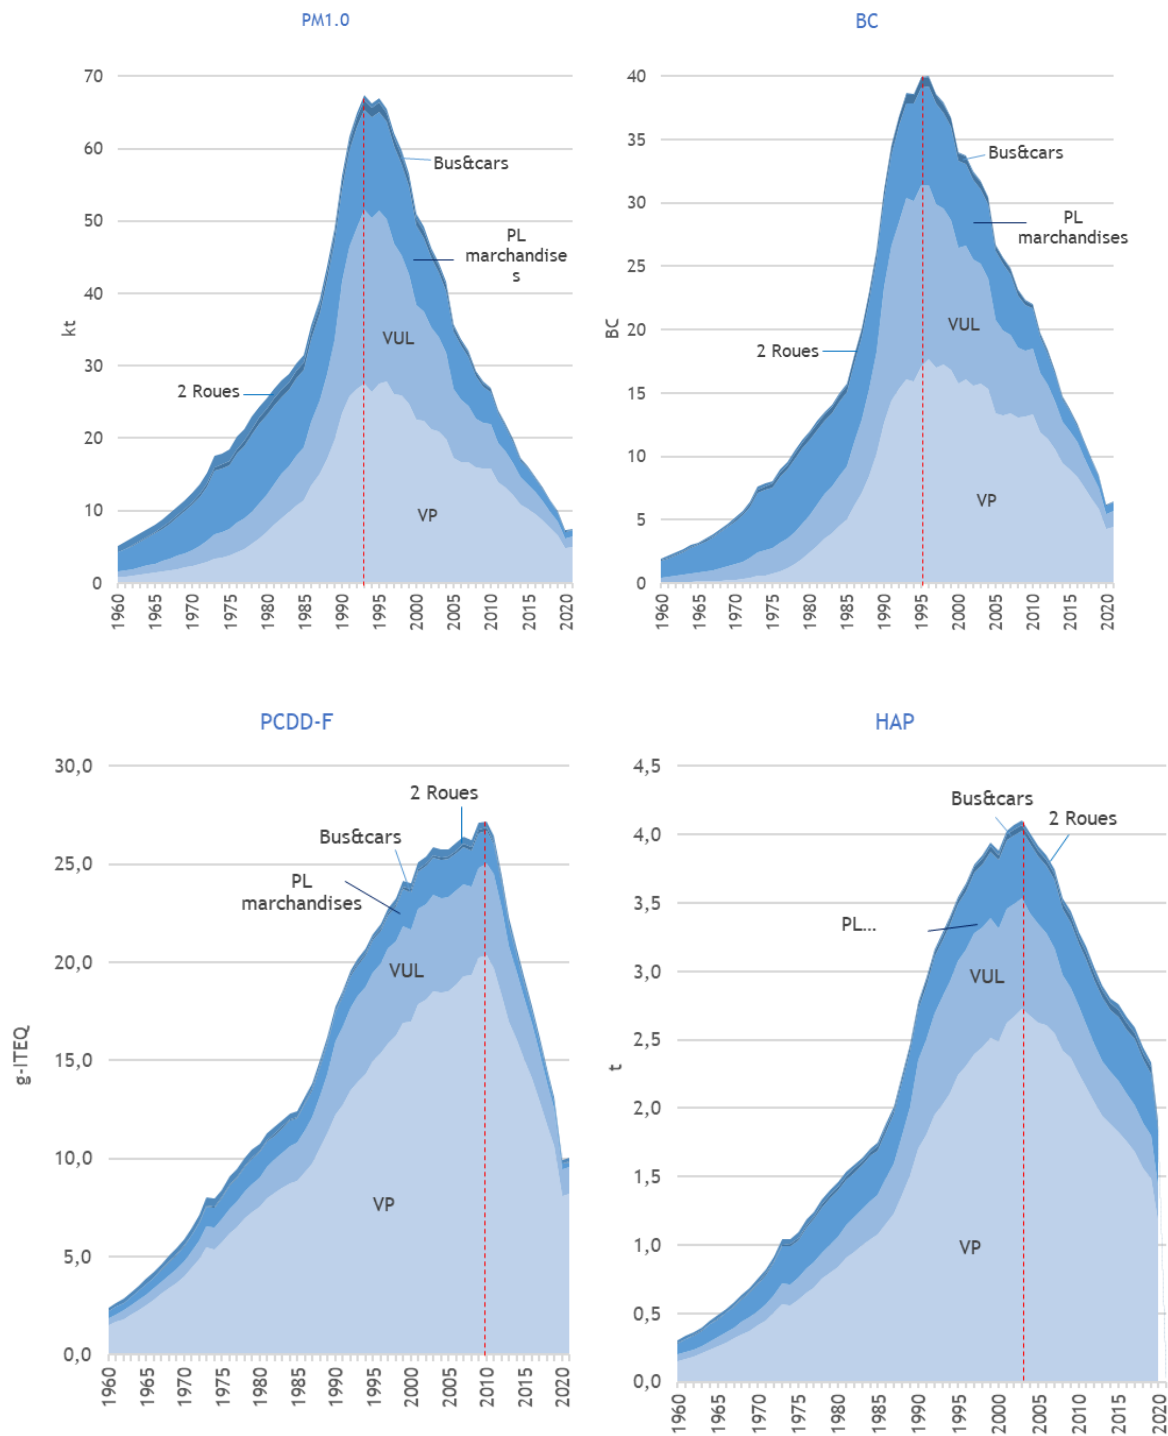 PM1.0
kt
70
60
50
40
30
20
10
0
Bus&cars
PL
marchandise
s
VUL
2 Roues
VP
1960
1965
1970
1975
1980
1985
1990
1995
2000
2005
2010
2015
2020
BC
BC
40
35
30
25
20
15
10
5
0
Bus&cars
PL
marchandises
VUL
2 Roues
VP
1960
1965
1970
1975
1980
1985
1990
1995
2000
2005
2010
2015
2020
PCDD-F
g-ITEQ
30,0
25,0
20,0
15,0
10,0
5,0
0,0
2 Roues
Bus&cars
PL
marchandises
VUL
VP
1960
1965
1970
1975
1980
1985
1990
1995
2000
2005
2010
2015
2020
HAP
t
4,5
4,0
3,5
3,0
2,5
2,0
1,5
1,0
0,5
0,0
Bus&cars
2 Roues
PL...
VUL
VP
1960
1965
1970
1975
1980
1985
1990
1995
2000
2005
2010
2015
2020